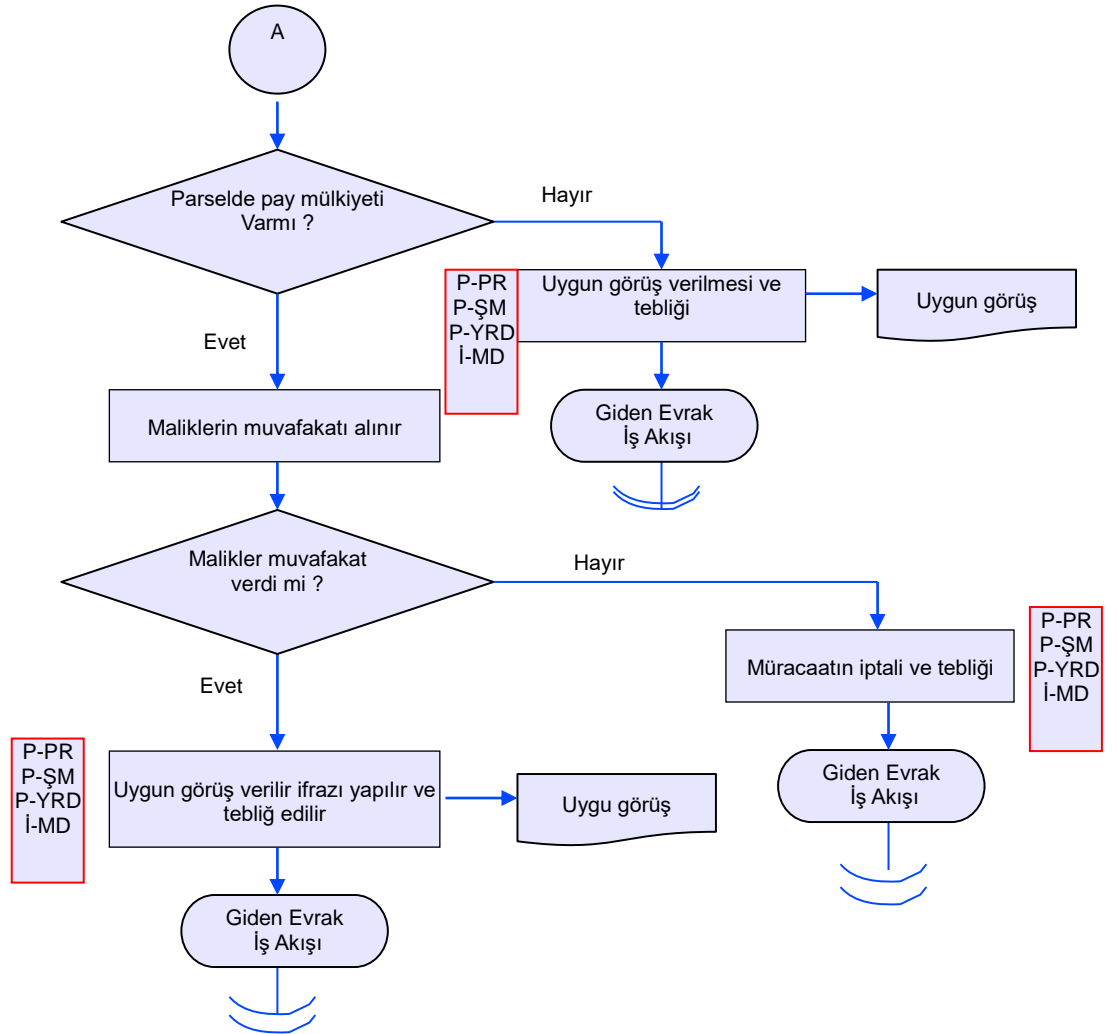 A
Parselde pay mülkiyeti
Varmı ?
Hayır
P-PR
P-ŞM
P-YRD
İ-MD
Uygun görüş verilmesi ve
tebliği
Uygun görüş
Evet
Giden Evrak
İş Akışı
Maliklerin muvafakatı alınır
Malikler muvafakat
verdi mi ?
Hayır
P-PR
P-ŞM
P-YRD
İ-MD
Müracaatın iptali ve tebliği
Evet
Giden Evrak
İş Akışı
P-PR
P-ŞM
P-YRD
İ-MD
Uygun görüş verilir ifrazı yapılır ve
tebliğ edilir
Uygu görüş
Giden Evrak
İş Akışı